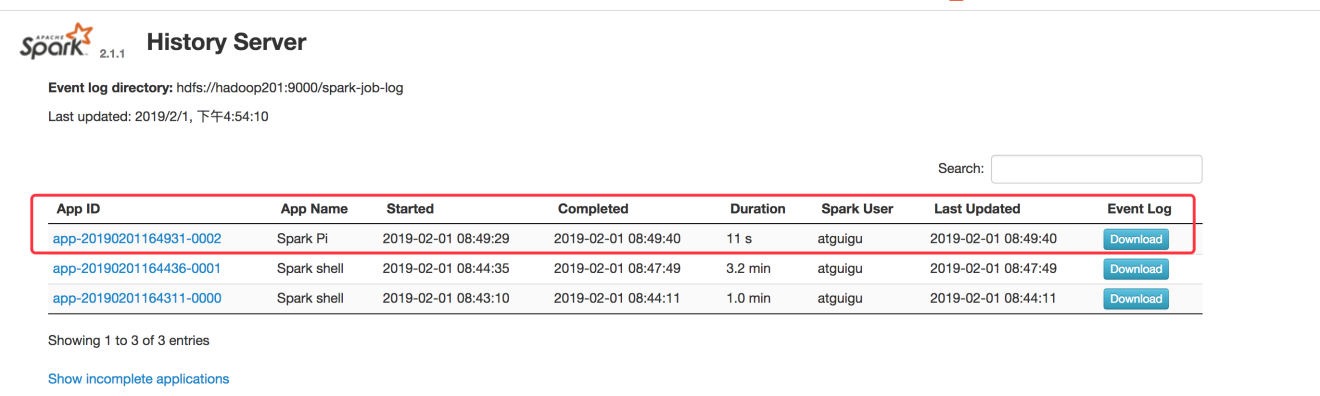 APACHE
Spark 2.1.1 History Server
Event log directory: hdfs://hadoop201:9000/spark-job-log
Last updated: 2019/2/1, 下午4:54:10
Search:
App ID App Name Started Completed Duration Spark User Last Updated Event Log
app-20190201164931-0002 Spark Pi 2019-02-01 08:49:29 2019-02-01 08:49:40 11 s atguigu 2019-02-01 08:49:40 Download
app-20190201164436-0001 Spark shell 2019-02-01 08:44:35 2019-02-01 08:47:49 3.2 min atguigu 2019-02-01 08:47:49 Download
app-20190201164311-0000 Spark shell 2019-02-01 08:43:10 2019-02-01 08:44:11 1.0 min atguigu 2019-02-01 08:44:11 Download
Showing 1 to 3 of 3 entries
Show incomplete applications